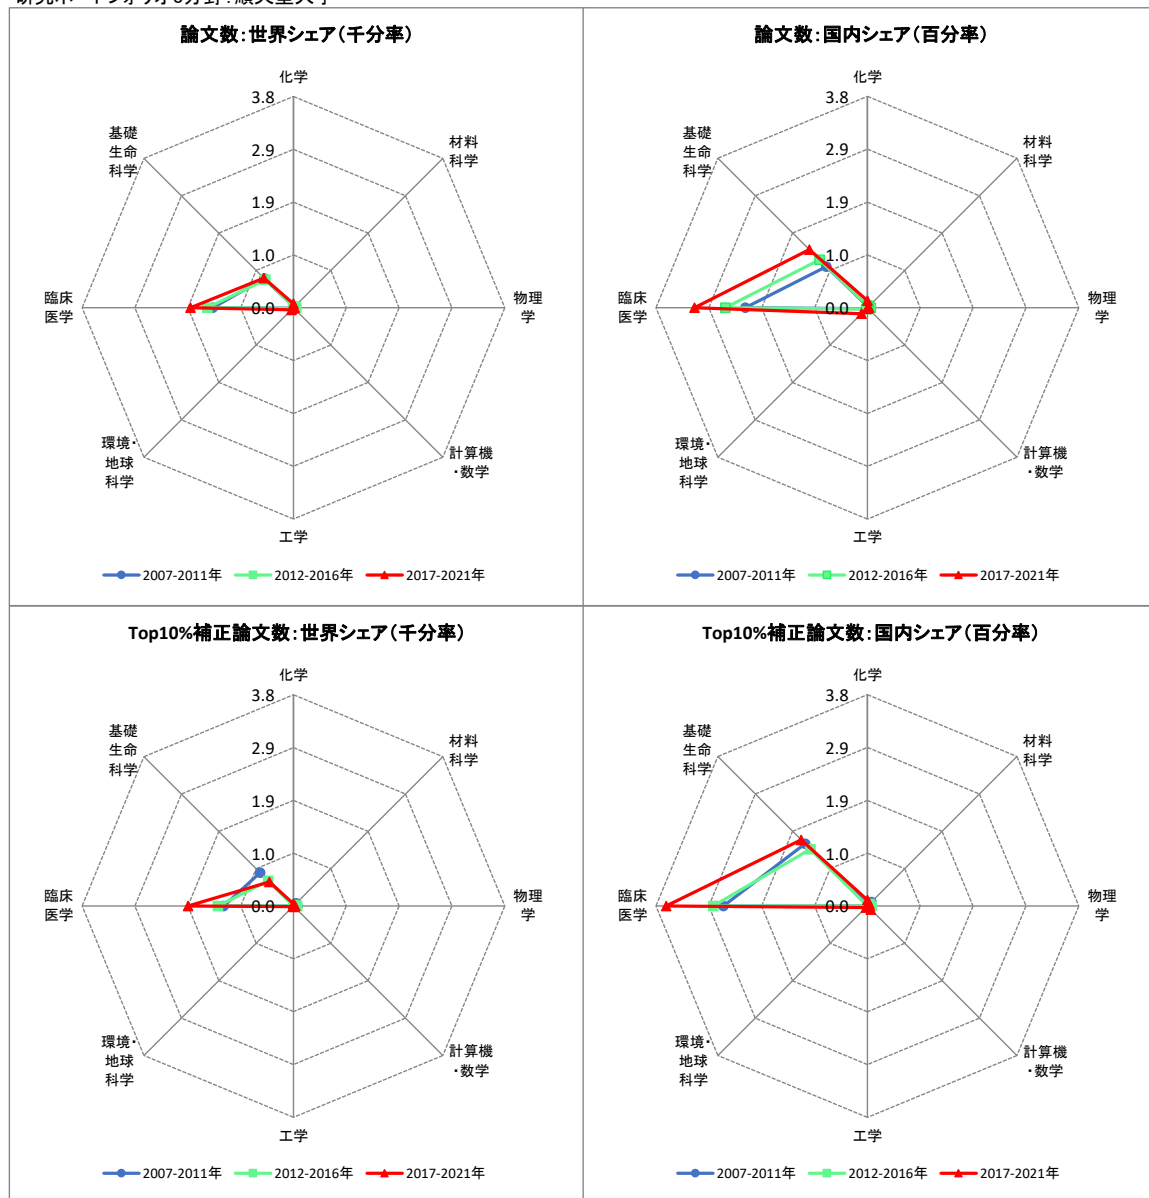 論文数：世界シェア（千分率）
化学
3.8
2.9
1.9
1.0
0.0
材料
科学
物理
学
計算機
・数学
工学
環境・
地球
科学
臨床
医学
基礎
生命
科学
2007-2011年
2012-2016年
2017-2021年
論文数：国内シェア（百分率）
化学
3.8
2.9
1.9
1.0
0.0
材料
科学
物理
学
計算機
・数学
工学
環境・
地球
科学
臨床
医学
基礎
生命
科学
2007-2011年
2012-2016年
2017-2021年
Top10%補正論文数：世界シェア（千分率）
化学
3.8
2.9
1.9
1.0
0.0
材料
科学
物理
学
計算機
・数学
工学
環境・
地球
科学
臨床
医学
基礎
生命
科学
2007-2011年
2012-2016年
2017-2021年
Top10%補正論文数：国内シェア（百分率）
化学
3.8
2.9
1.9
1.0
0.0
材料
科学
物理
学
計算機
・数学
工学
環境・
地球
科学
臨床
医学
基礎
生命
科学
2007-2011年
2012-2016年
2017-2021年